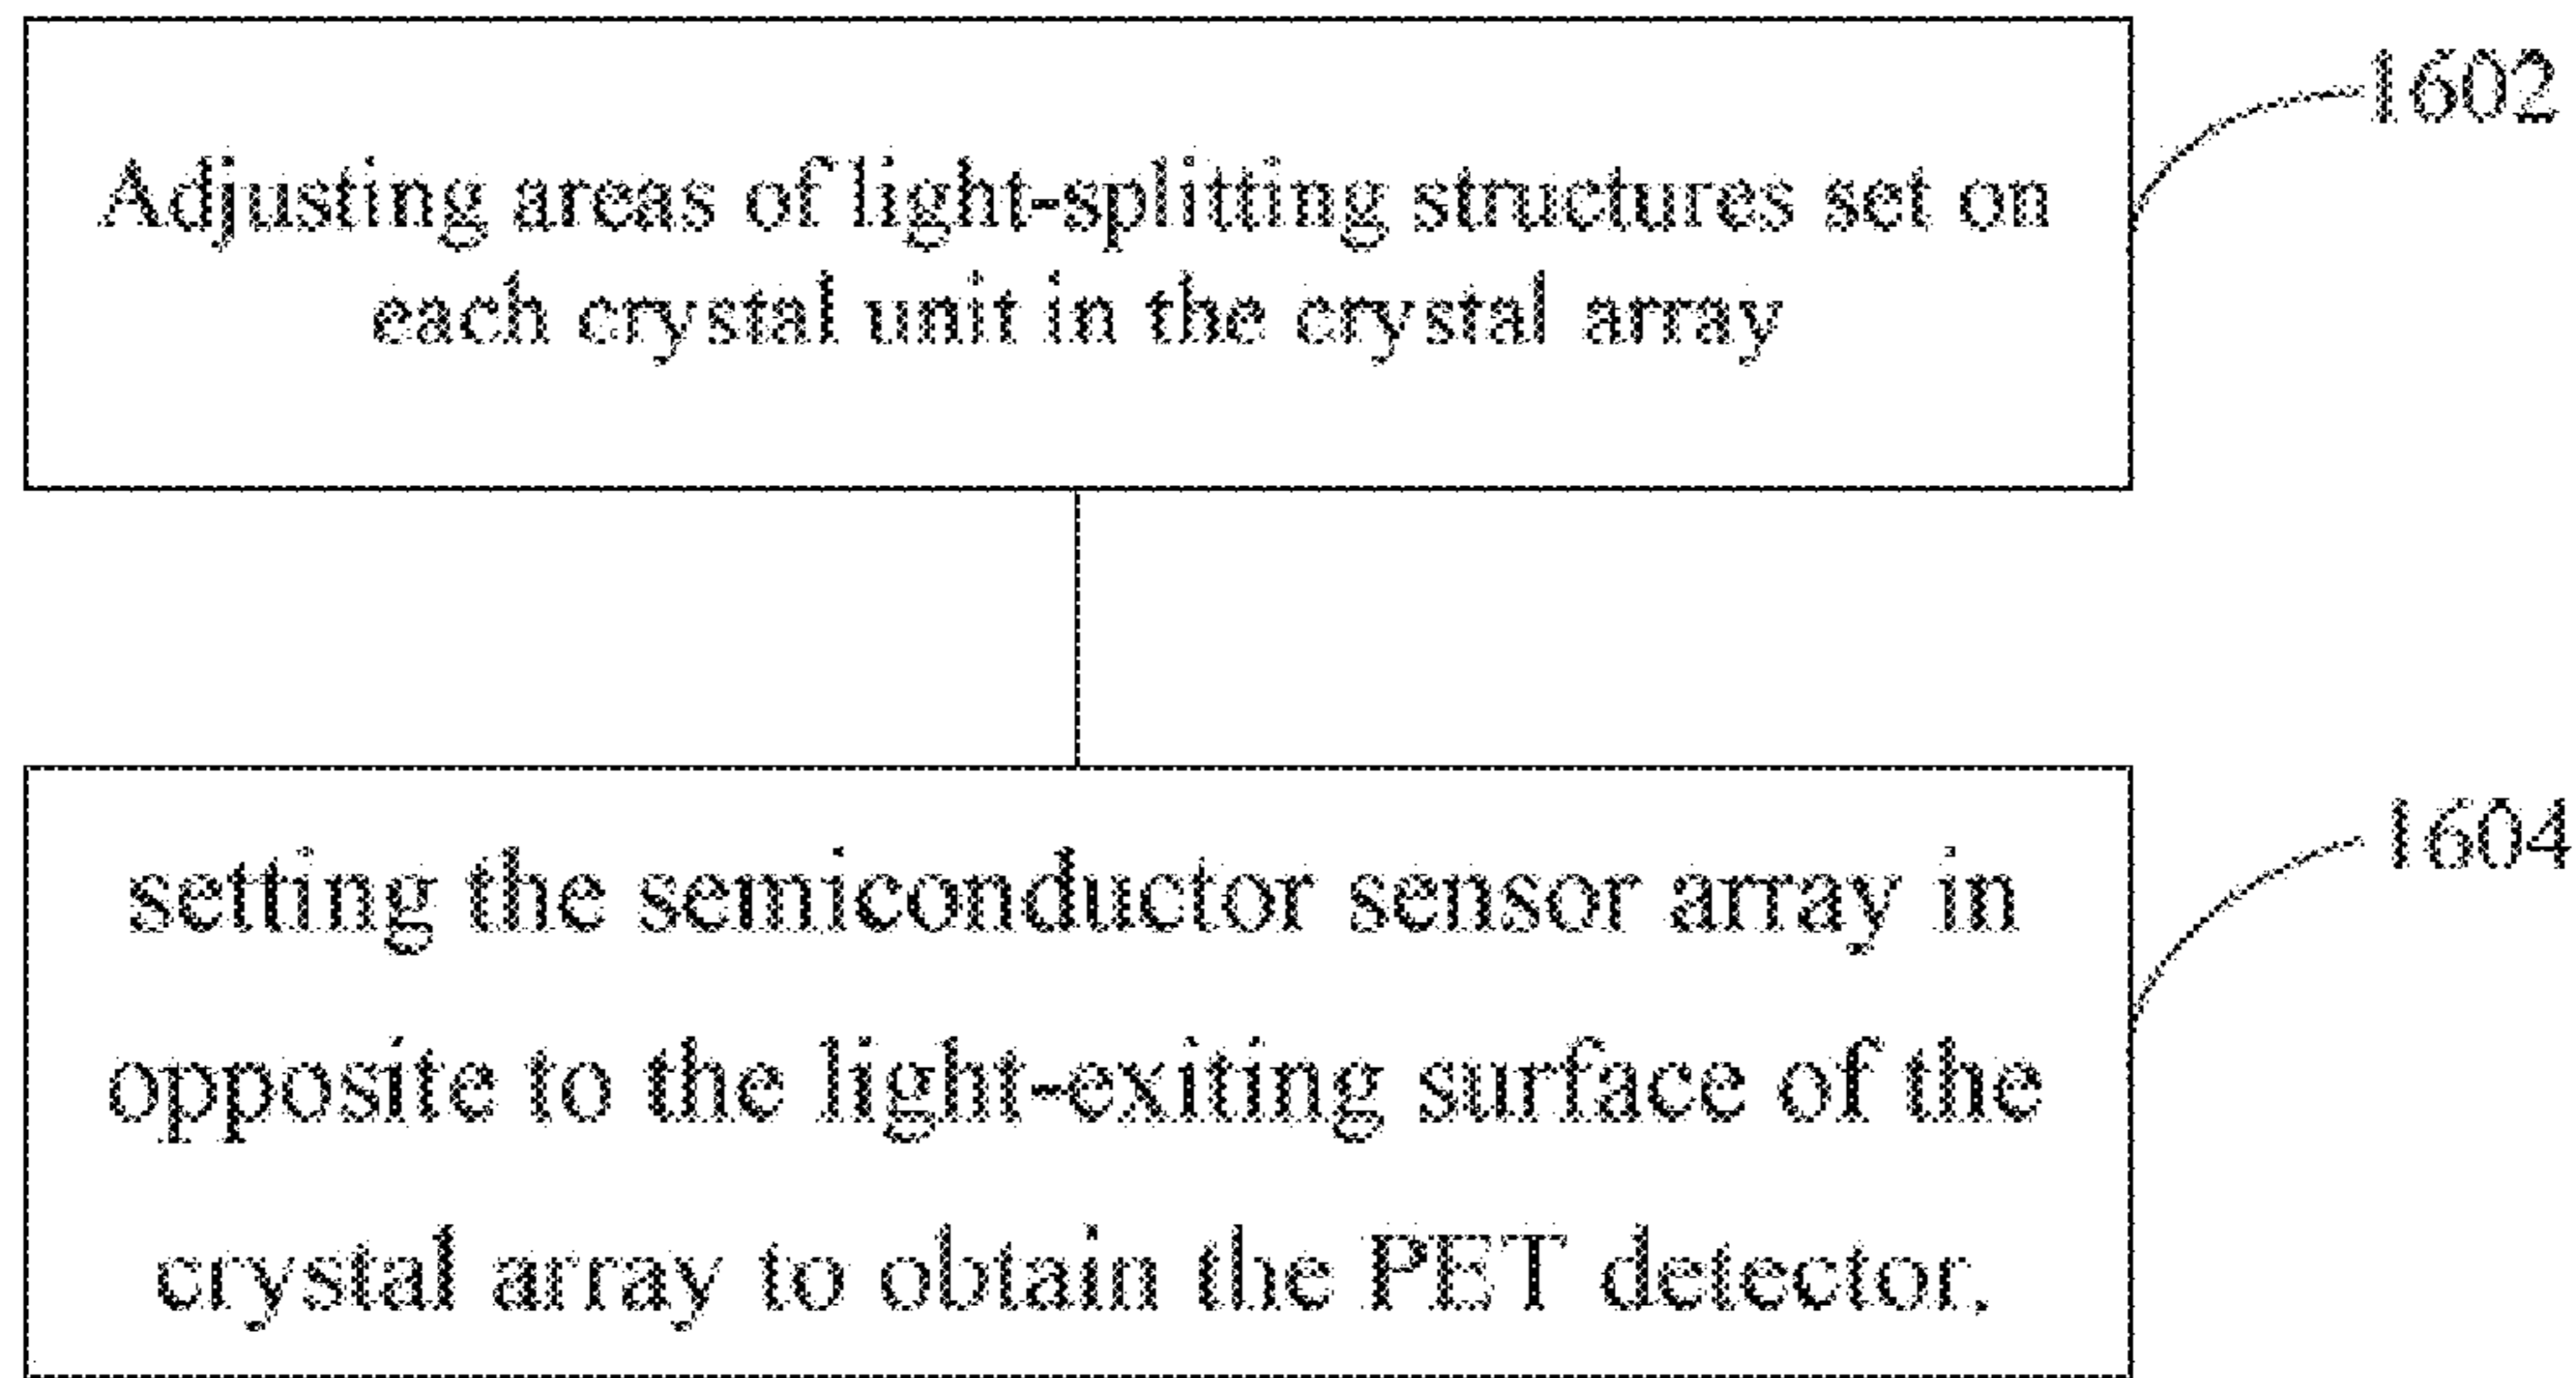 1602
Adjusting areas of light-splitting structures set on
each crystal unit in the crystal array
1604
setting the semiconductor sensor array in
opposite to the light-exiting surface of the
crystal array to obtain the PET detector.